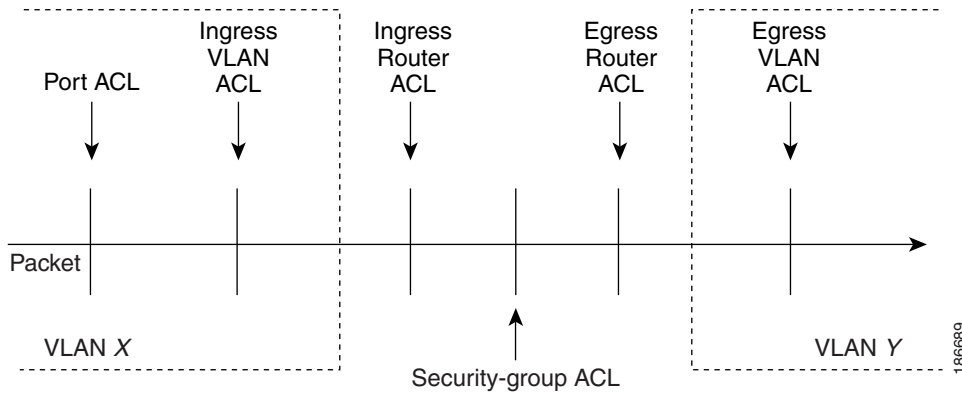 Port ACL
Ingress
VLAN
ACL
Ingress
Router
ACL
Egress
Router
ACL
Egress
VLAN
ACL
Packet
VLAN X
VLAN Y
Security-group ACL
186689